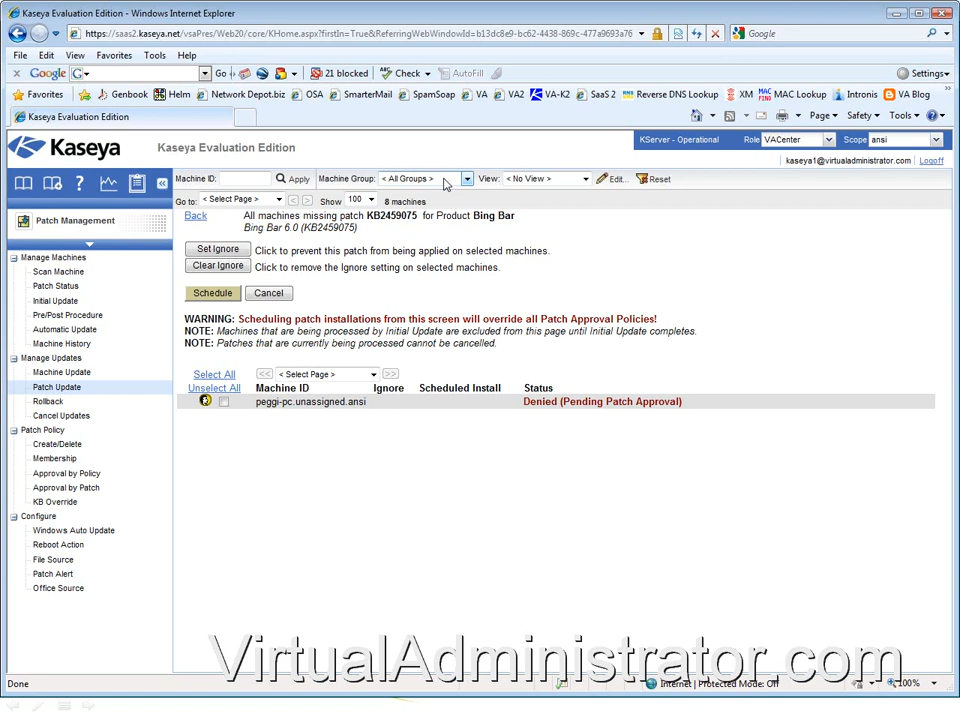 Kaseya Evaluation Edition - Windows Internet Explorer
https://saas2.kaseya.net/vsaPres/Web20/core/KHome.aspx?firstIn=True&ReferringWebWindowId=b13dc8e9-bc62-4438-869c-477a9693a76
Google
File Edit View Favorites Tools Help
x Google G Go 21 blocked ABC Check AutoFill Settings
Favorites Genbook Helm Network Depot.biz OSA SmarterMail SpamSoap VA VA2 VA-K2 SaaS 2 Reverse DNS Lookup XM MAC Lookup Intronis VA Blog »
Kaseya Evaluation Edition
Page Safety Tools
Kaseya
Kaseya Evaluation Edition
KServer - Operational Role VACenter Scope ansi
kaseya1@virtualadministrator.com Logoff
Machine ID: Apply Machine Group: < All Groups > View: < No View > Edit... Reset
Go to: < Select Page > < > Show 100 8 machines
Patch Management
Manage Machines
Scan Machine
Patch Status
Initial Update
Pre/Post Procedure
Automatic Update
Machine History
Manage Updates
Machine Update
Patch Update
Rollback
Cancel Updates
Patch Policy
Create/Delete
Membership
Approval by Policy
Approval by Patch
KB Override
Configure
Windows Auto Update
Reboot Action
File Source
Patch Alert
Office Source
Back All machines missing patch KB2459075 for Product Bing Bar
Bing Bar 6.0 (KB2459075)
Set Ignore Click to prevent this patch from being applied on selected machines.
Clear Ignore Click to remove the Ignore setting on selected machines.
Schedule Cancel
WARNING: Scheduling patch installations from this screen will override all Patch Approval Policies!
NOTE: Machines that are being processed by Initial Update are excluded from this page until Initial Update completes.
NOTE: Patches that are currently being processed cannot be cancelled.
Select All << < Select Page > >>
Unselect All Machine ID Ignore Scheduled Install Status
peggi-pc.unassigned.ansi Denied (Pending Patch Approval)
VirtualAdministrator.com
Done Internet | Protected Mode: Off 100%